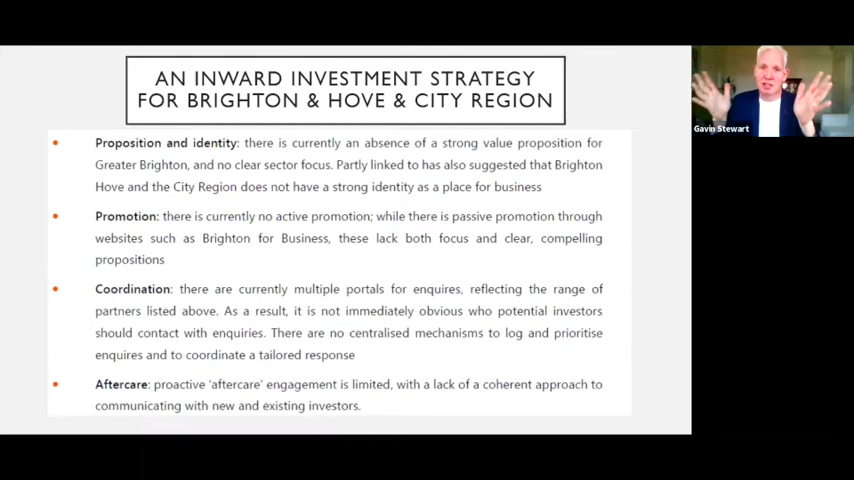 AN INWARD INVESTMENT STRATEGY
FOR BRIGHTON & HOVE & CITY REGION
Gavin Stewart
• Proposition and identity: there is currently an absence of a strong value proposition for
Greater Brighton, and no clear sector focus. Partly linked to has also suggested that Brighton
Hove and the City Region does not have a strong identity as a place for business
• Promotion: there is currently no active promotion; while there is passive promotion through
websites such as Brighton for Business, these lack both focus and clear, compelling
propositions
• Coordination: there are currently multiple portals for enquires, reflecting the range of
partners listed above. As a result, it is not immediately obvious who potential investors
should contact with enquiries. There are no centralised mechanisms to log and prioritise
enquires and to coordinate a tailored response
• Aftercare: proactive 'aftercare' engagement is limited, with a lack of a coherent approach to
communicating with new and existing investors.